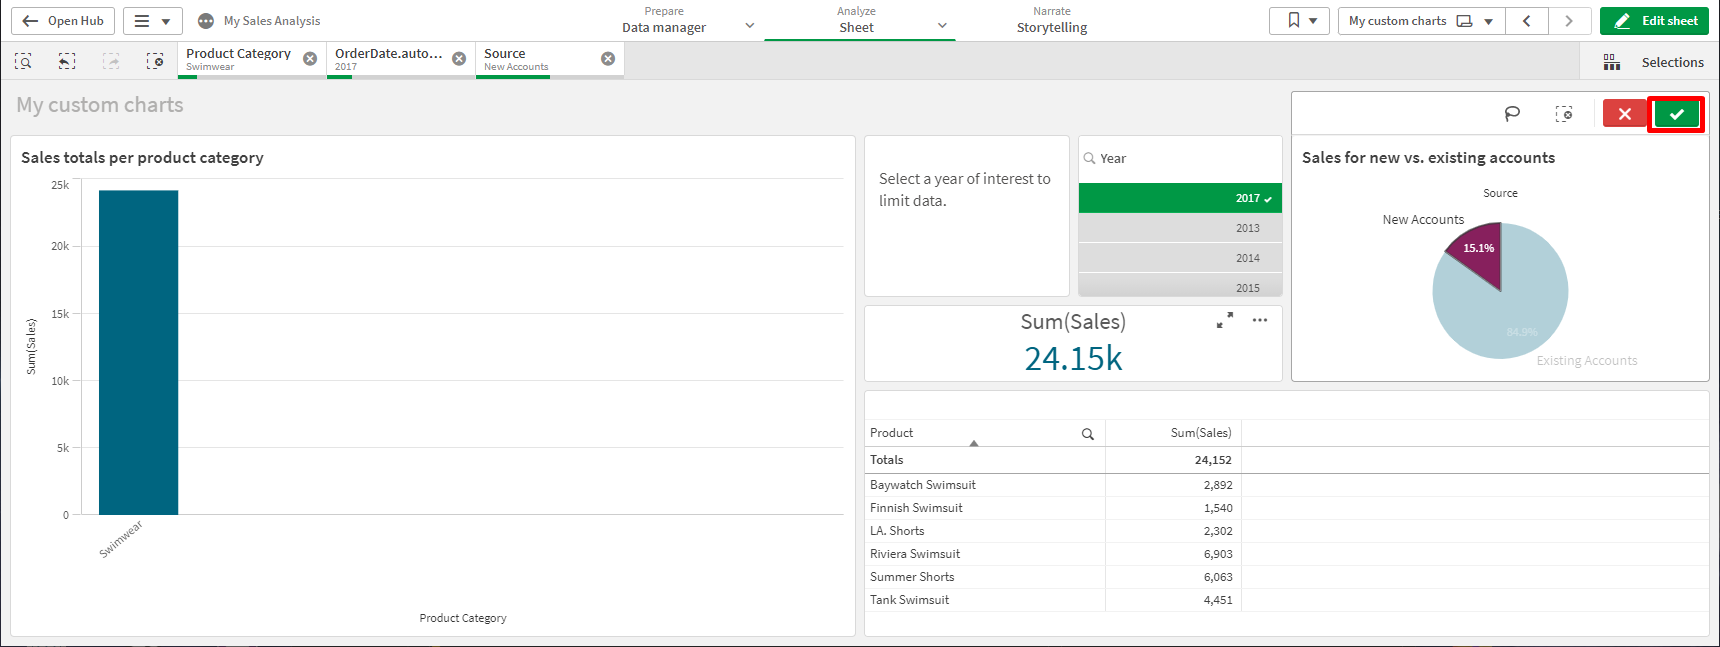 Open Hub
My Sales Analysis
Prepare
Data manager
Analyze
Sheet
Narrate
Storytelling
My custom charts
Edit sheet
Product Category
Swimwear
OrderDate.auto...
2017
Source
New Accounts
Selections
My custom charts
Sales totals per product category
25k
20k
15k
10k
5k
0
Sum(Sales)
Swimwear
Product Category
Select a year of interest to
limit data.
Year
2017
2013
2014
2015
Sum(Sales)
24.15k
Sales for new vs. existing accounts
Source
New Accounts
15.1%
84.9%
Existing Accounts
Product Sum(Sales)
Totals 24,152
Baywatch Swimsuit 2,892
Finnish Swimsuit 1,540
LA. Shorts 2,302
Riviera Swimsuit 6,903
Summer Shorts 6,063
Tank Swimsuit 4,451